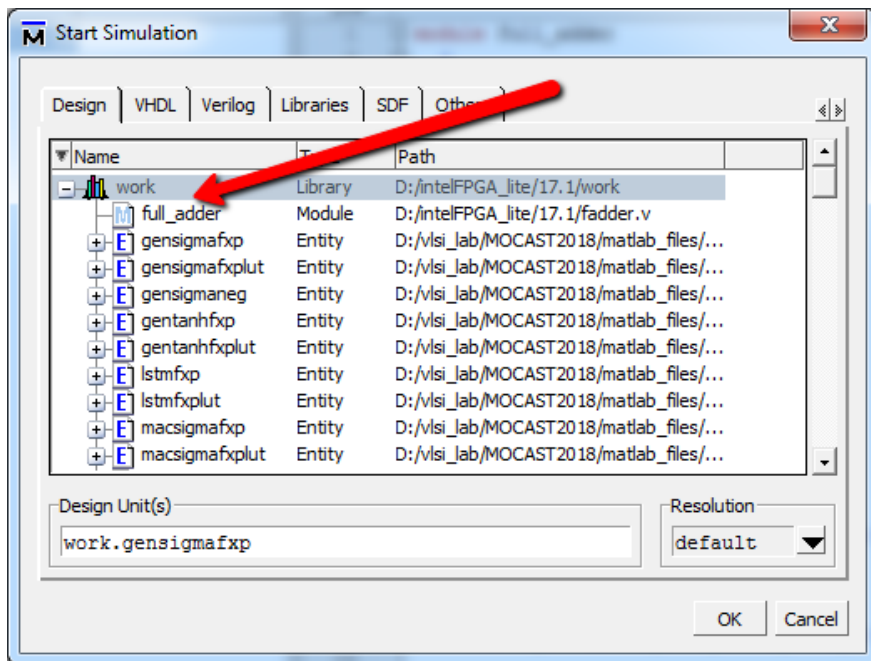 Start Simulation
Design VHDL Verilog Libraries SDF
Name Path
work Library D:/intelFPGA_lite/17.1/work
full_adder Module D:/intelFPGA_lite/17.1/fadder.v
gensigmafxp Entity D:/vlsi_lab/MOCAST2018/matlab_files/...
gensigmafxplut Entity D:/vlsi_lab/MOCAST2018/matlab_files/...
gensigmaneg Entity D:/vlsi_lab/MOCAST2018/matlab_files/...
gentanhfxp Entity D:/vlsi_lab/MOCAST2018/matlab_files/...
gentanhfxplut Entity D:/vlsi_lab/MOCAST2018/matlab_files/...
lstmfxp Entity D:/vlsi_lab/MOCAST2018/matlab_files/...
lstmfxplut Entity D:/vlsi_lab/MOCAST2018/matlab_files/...
macsigmafxp Entity D:/vlsi_lab/MOCAST2018/matlab_files/...
macsigmafxplut Entity D:/vlsi_lab/MOCAST2018/matlab_files/...
Design Unit(s) Resolution
work.gensigmafxp default
OK Cancel